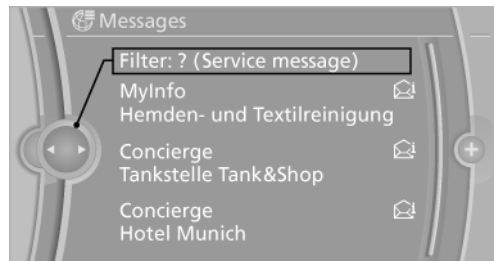 Messages
Filter: ? (Service message)
MyInfo
Hemden- und Textilreinigung
Concierge
Tankstelle Tank&Shop
Concierge
Hotel Munich